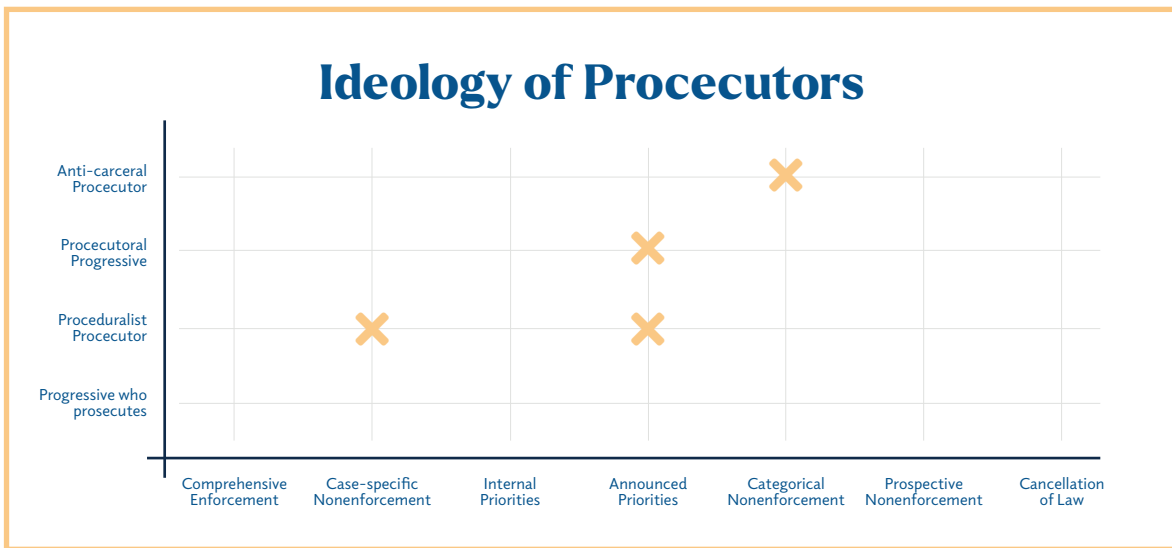 Ideology of Procecutors
Anti-carceral
Procecutor
Procecutoral
Progressive
Proceduralist
Procecutor
Progressive who
prosecutes
Comprehensive
Enforcement
Case-specific
Nonenforcement
Internal
Priorities
Announced
Priorities
Categorical
Nonenforcement
Prospective
Nonenforcement
Cancellation
of Law